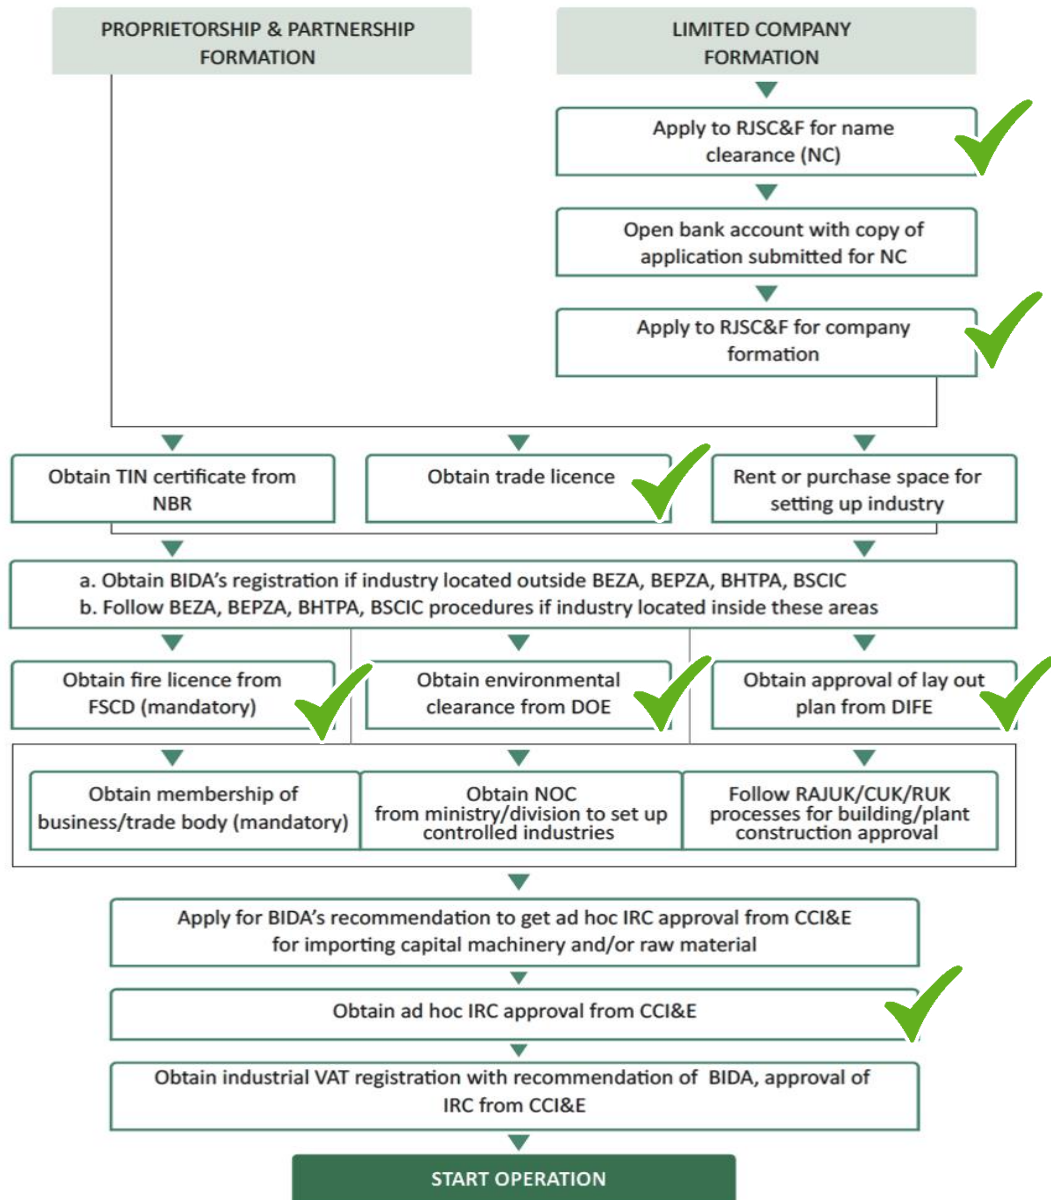 PROPRIETORSHIP & PARTNERSHIP
FORMATION
LIMITED COMPANY
FORMATION
Apply to RJSC&F for name
clearance (NC)
Open bank account with copy of
application submitted for NC
Apply to RJSC&F for company
formation
Obtain TIN certificate from
NBR
Obtain trade licence
Rent or purchase space for
setting up industry
a. Obtain BIDA's registration if industry located outside BEZA, BEPZA, BHTPA, BSCIC
b. Follow BEZA, BEPZA, BHTPA, BSCIC procedures if industry located inside these areas
Obtain fire licence from
FSCD (mandatory)
Obtain environmental
clearance from DOE
Obtain approval of lay out
plan from DIFE
Obtain membership of
business/trade body (mandatory)
Obtain NOC
from ministry/division to set up
controlled industries
Follow RAJUK/CUK/RUK
processes for building/plant
construction approval
Apply for BIDA's recommendation to get ad hoc IRC approval from CCI&E
for importing capital machinery and/or raw material
Obtain ad hoc IRC approval from CCI&E
Obtain industrial VAT registration with recommendation of BIDA, approval of
IRC from CCI&E
START OPERATION